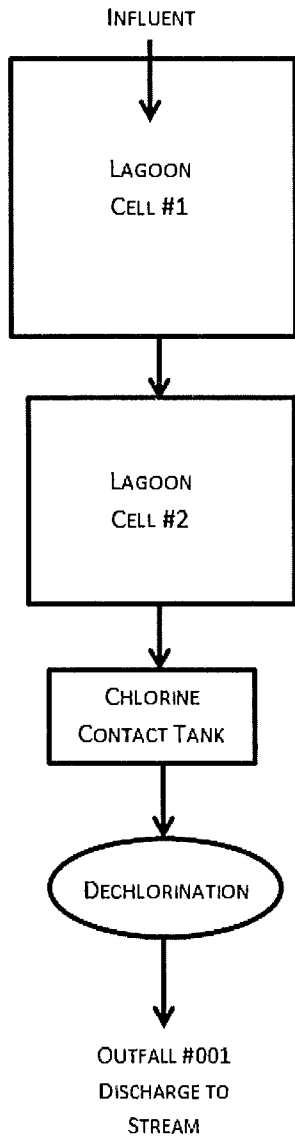 INFLUENT
LAGOON
CELL #1
LAGOON
CELL #2
CHLORINE
CONTACT TANK
DECHLORINATION
OUTFALL #001
DISCHARGE TO
STREAM